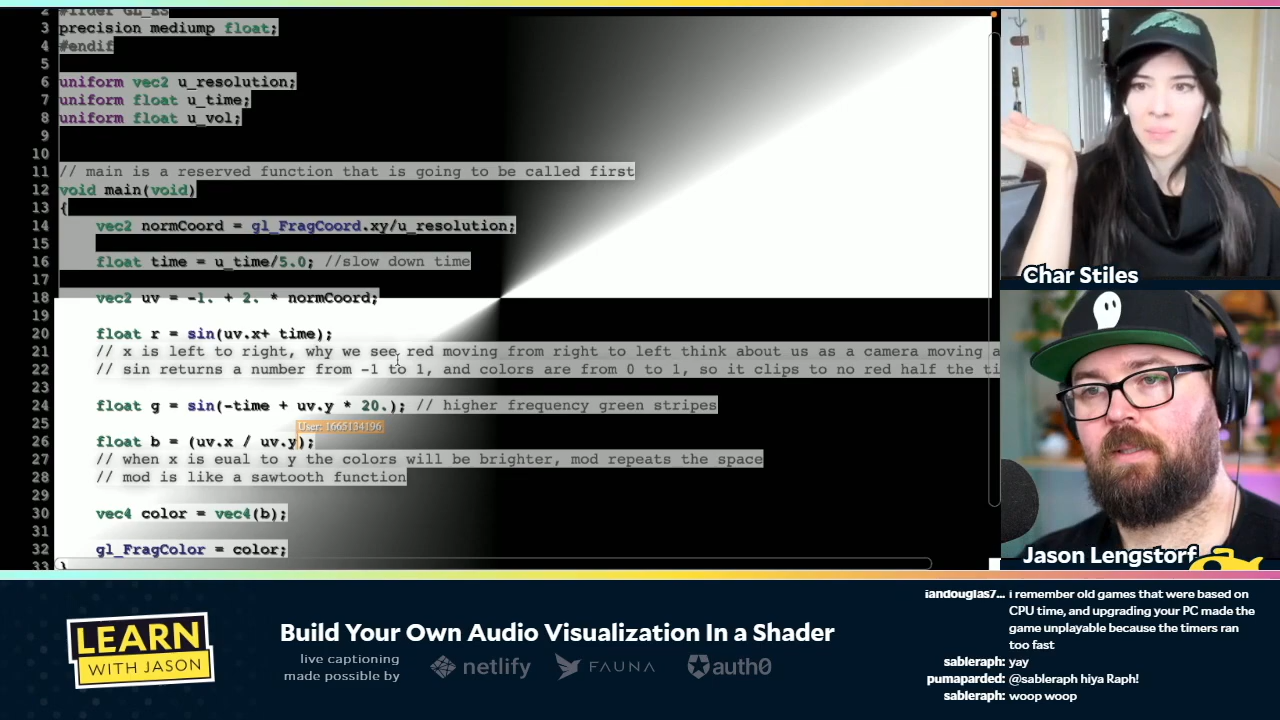 2 #ifdef GL_ES
3 precision mediump float;
4 #endif
5
6 uniform vec2 u_resolution;
7 uniform float u_time;
8 uniform float u_vol;
9
10
11 // main is a reserved function that is going to be called first
12 void main(void)
13 {
14 vec2 normCoord = gl_FragCoord.xy/u_resolution;
15
16 float time = u_time/5.0; //slow down time
17
18 vec2 uv = -1. + 2. * normCoord;
19
20 float r = sin(uv.x+ time);
21 // x is left to right, why we see red moving from right to left think about us as a camera moving a
22 // sin returns a number from -1 to 1, and colors are from 0 to 1, so it clips to no red half the ti
23
24 float g = sin(-time + uv.y * 20.); // higher frequency green stripes
25
User: 1665134196
26 float b = (uv.x / uv.y);
27 // when x is eual to y the colors will be brighter, mod repeats the space
28 // mod is like a sawtooth function
29
30 vec4 color = vec4(b);
31
32 gl_FragColor = color;
33 }
Char Stiles
Jason Lengstorf
LEARN
WITH JASON
Build Your Own Audio Visualization In a Shader
live captioning
made possible by
netlify
FAUNA
auth0
iandouglas7... i remember old games that were based on
CPU time, and upgrading your PC made the
game unplayable because the timers ran
too fast
sableraph: yay
pumaparded: @sableraph hiya Raph!
sableraph: woop woop